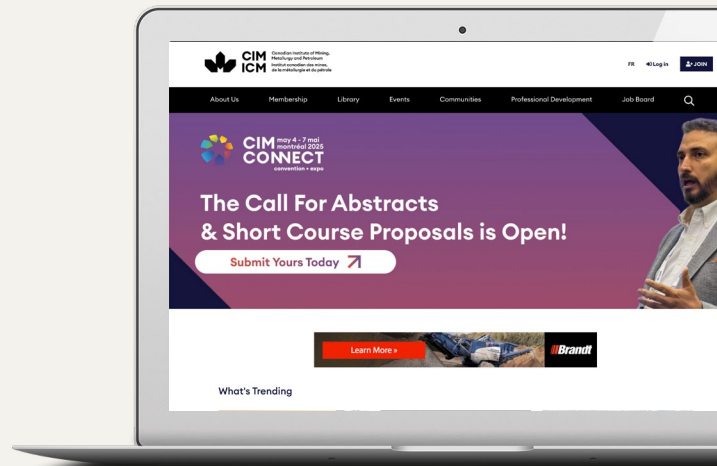 CIM
ICM
Canadian Institute of Mining,
Metallurgy and Petroleum
Institut canadien des mines,
de la métallurgie et du pétrole
FR
Log in
JOIN
About Us
Membership
Library
Events
Communities
Professional Development
Job Board
CIM may 4 - 7 mai
montréal 2025
CONNECT
convention + expo
The Call For Abstracts
& Short Course Proposals is Open!
Submit Yours Today
Learn More »
Brandt
What's Trending